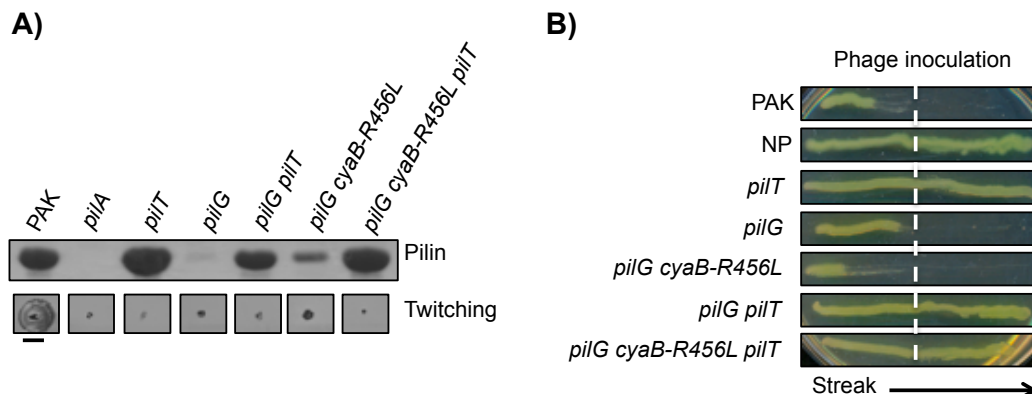 A)
PAK
pilA
pilT
pilG
pilG pilT
pilG cyaB-R456L
pilG cyaB-R456L pilT
Pilin
Twitching
B)
Phage inoculation
PAK
NP
pilT
pilG
pilG cyaB-R456L
pilG pilT
pilG cyaB-R456L pilT
Streak